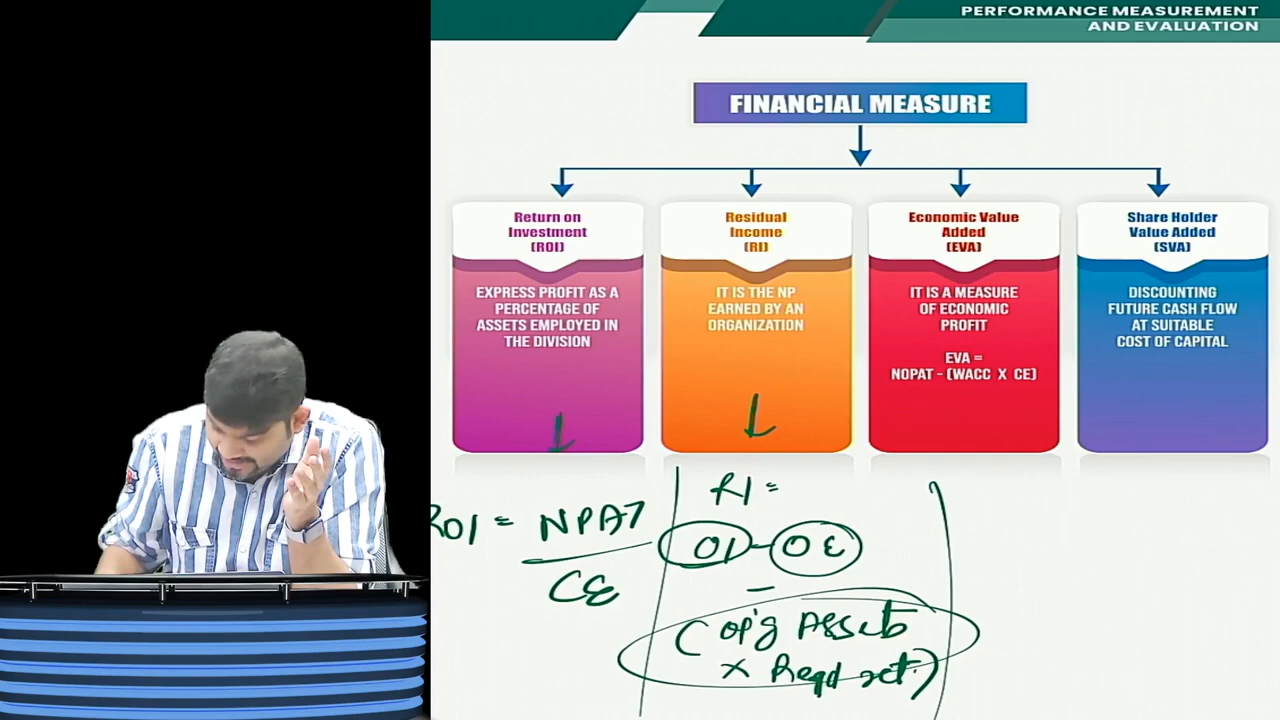 PERFORMANCE MEASUREMENT
AND EVALUATION
FINANCIAL MEASURE
Return on
Investment
(ROI)
EXPRESS PROFIT AS A
PERCENTAGE OF
ASSETS EMPLOYED IN
THE DIVISION
Residual
Income
(RI)
IT IS THE NP
EARNED BY AN
ORGANIZATION
Economic Value
Added
(EVA)
IT IS A MEASURE
OF ECONOMIC
PROFIT
EVA =
NOPAT - (WACC X CE)
Share Holder
Value Added
(SVA)
DISCOUNTING
FUTURE CASH FLOW
AT SUITABLE
COST OF CAPITAL
ROI = NPAT
CE
RI =
OI - OE
-
(Op'g Assets
x Reqd ret.)